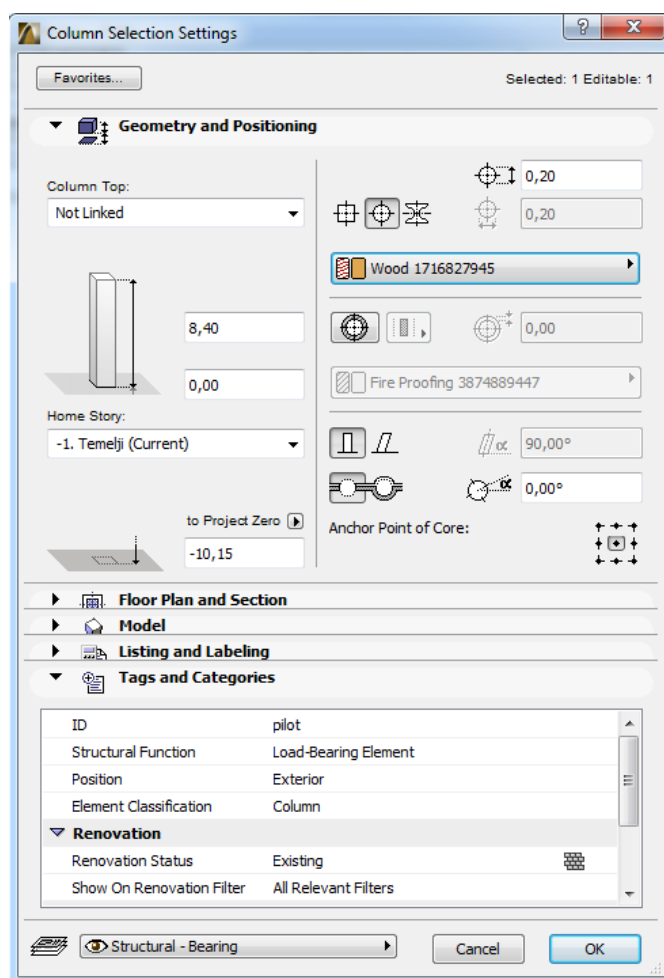 Column Selection Settings
Favorites...
Selected: 1 Editable: 1
Geometry and Positioning
Column Top:
Not Linked
8,40
0,00
Home Story:
-1. Temelji (Current)
to Project Zero
-10,15
0,20
0,20
Wood 1716827945
0,00
Fire Proofing 3874889447
α
90,00°
α
0,00°
Anchor Point of Core:
Floor Plan and Section
Model
Listing and Labeling
Tags and Categories
ID pilot
Structural Function Load-Bearing Element
Position Exterior
Element Classification Column
Renovation
Renovation Status Existing
Show On Renovation Filter All Relevant Filters
Structural - Bearing
Cancel
OK